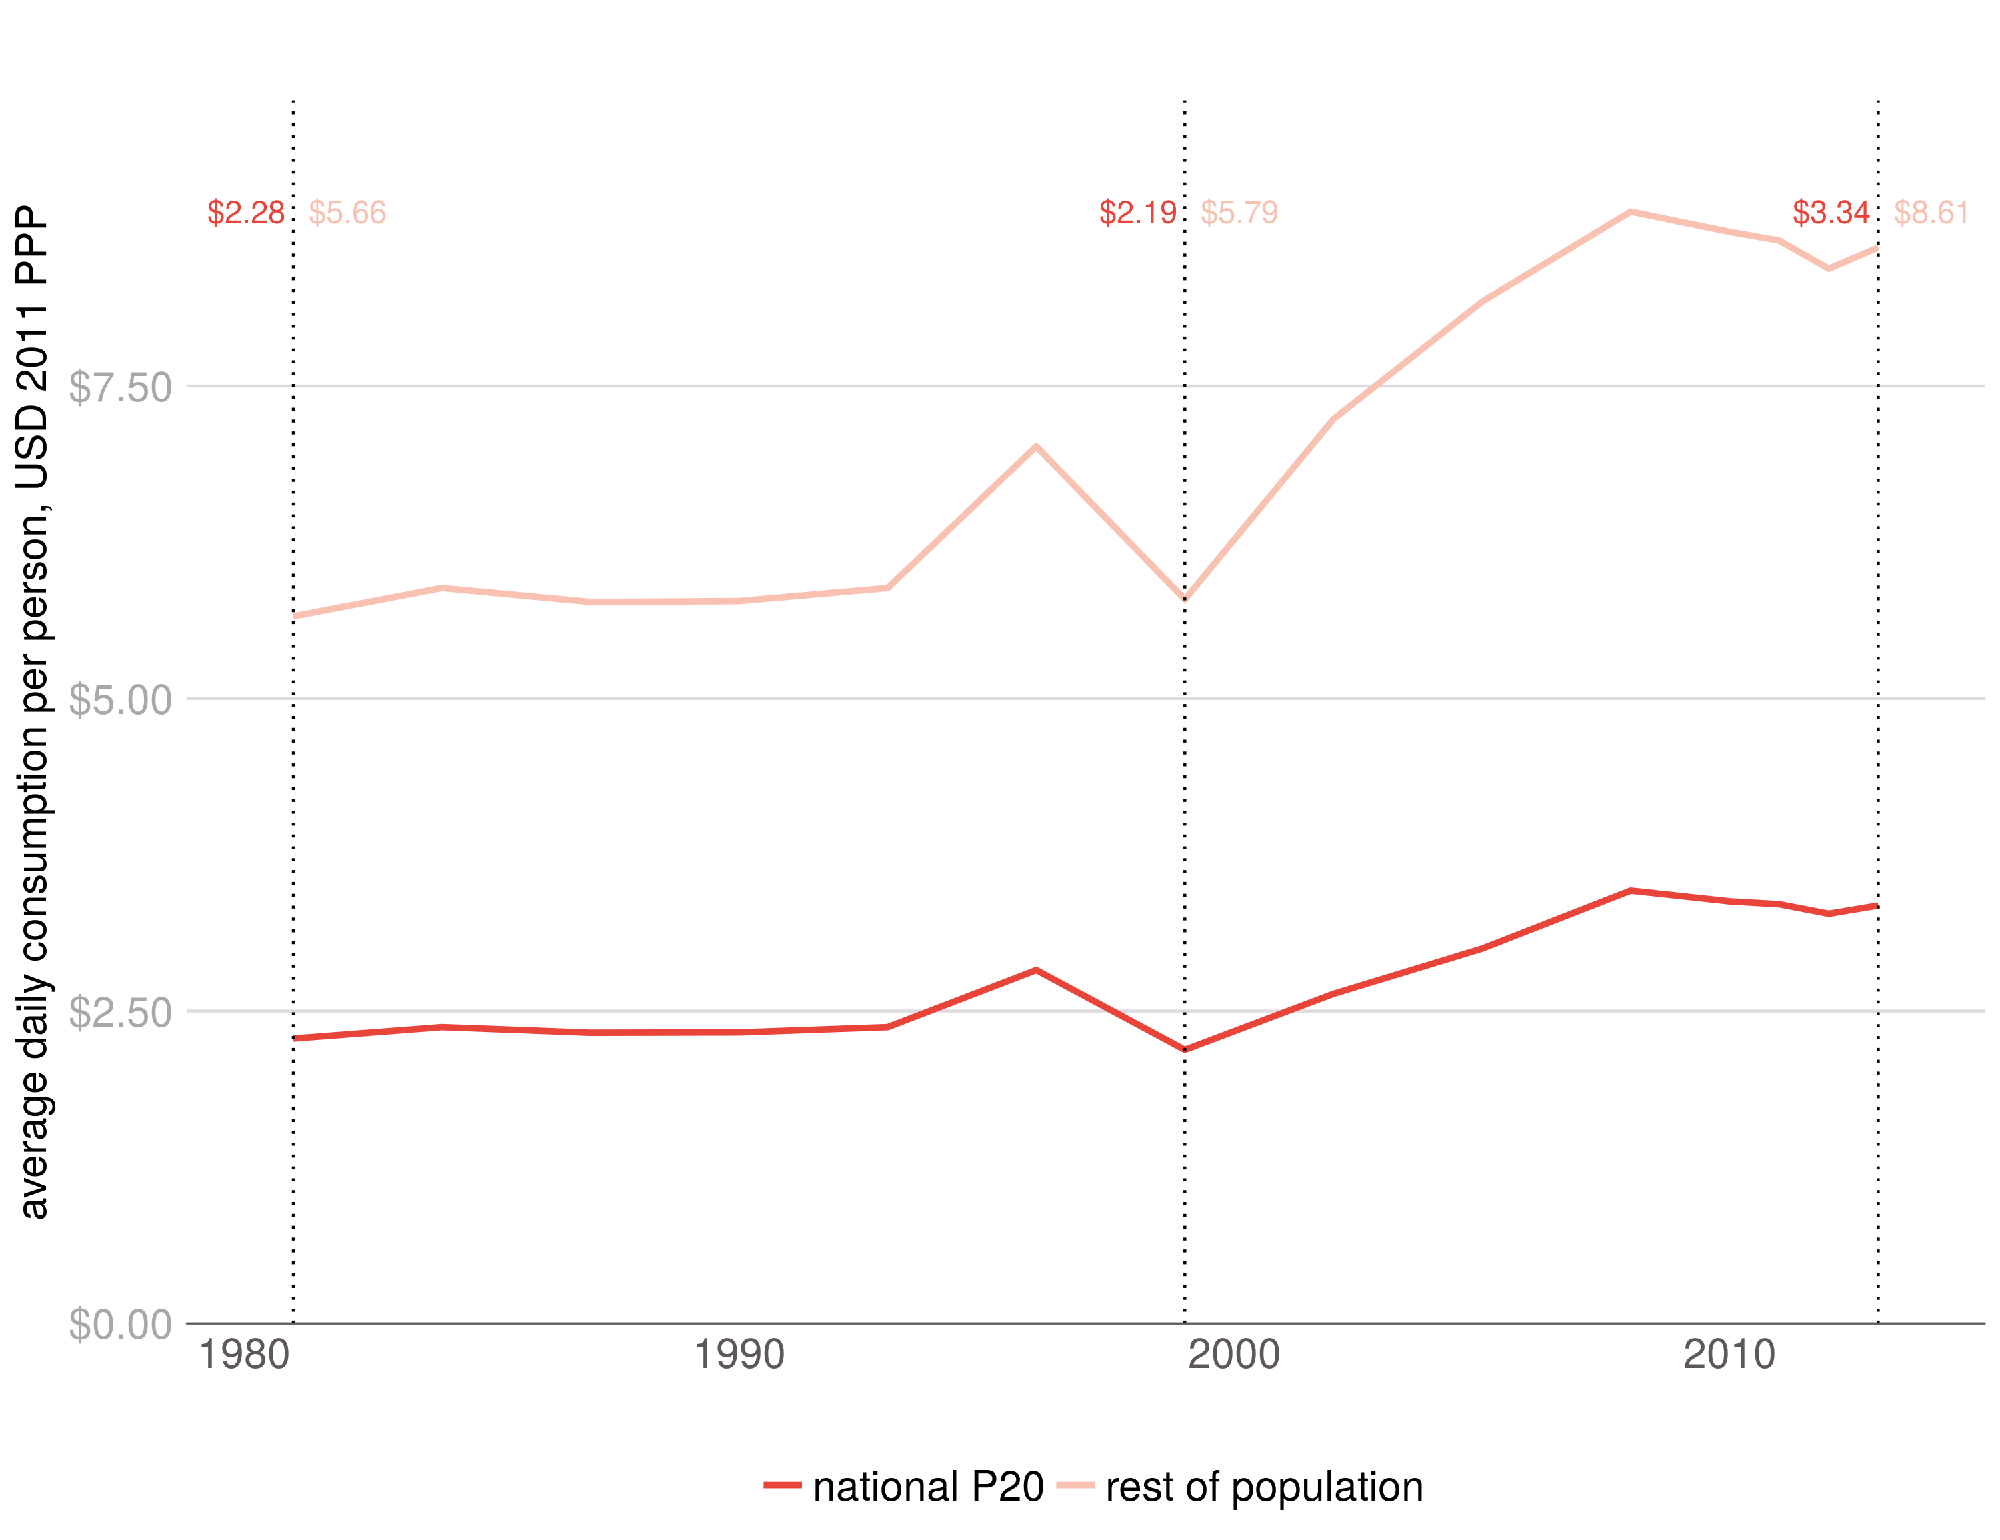 $2.28 $5.66 $2.19 $5.79 $3.34 $8.61
average daily consumption per person, USD 2011 PPP
$7.50
$5.00
$2.50
$0.00
1980 1990 2000 2010
national P20 rest of population